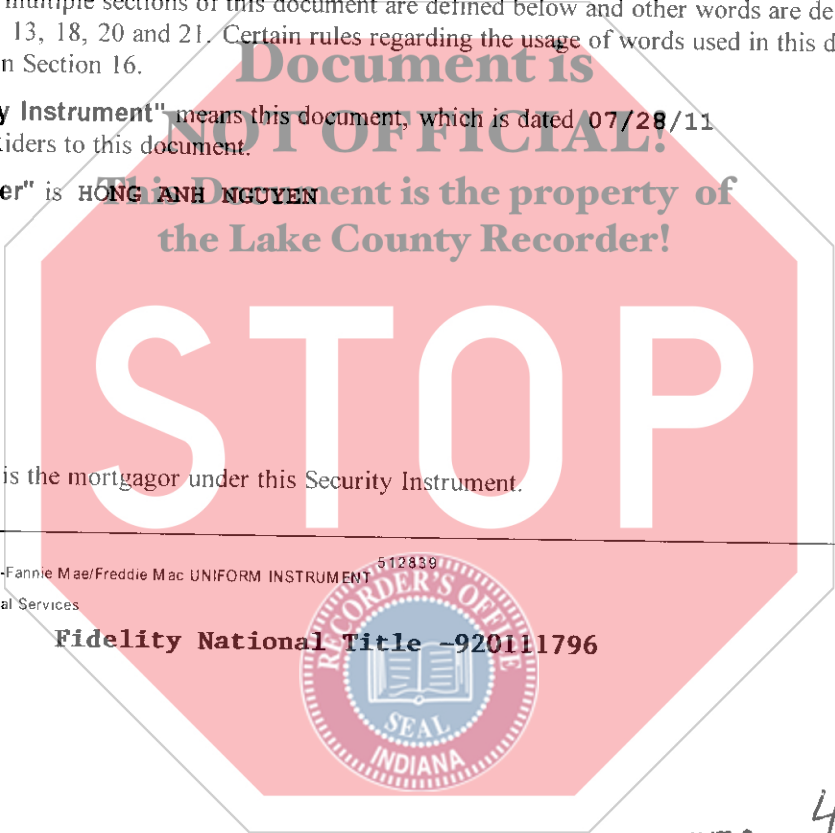 multiple sections of this document are defined below and other words are de
13, 18, 20 and 21. Certain rules regarding the usage of words used in this d
n Section 16.
Document is
y Instrument" means this document, which is dated 07/28/11
NOT OFFICIAL!
Riders to this document.
er" is HONG ANH NGUYEN
This Document is the property of
the Lake County Recorder!
STOP
is the mortgagor under this Security Instrument.
-Fannie Mae/Freddie Mac UNIFORM INSTRUMENT 512839
al Services
Fidelity National Title -920111796
RECORDER'S OFFICE
SEAL
INDIANA